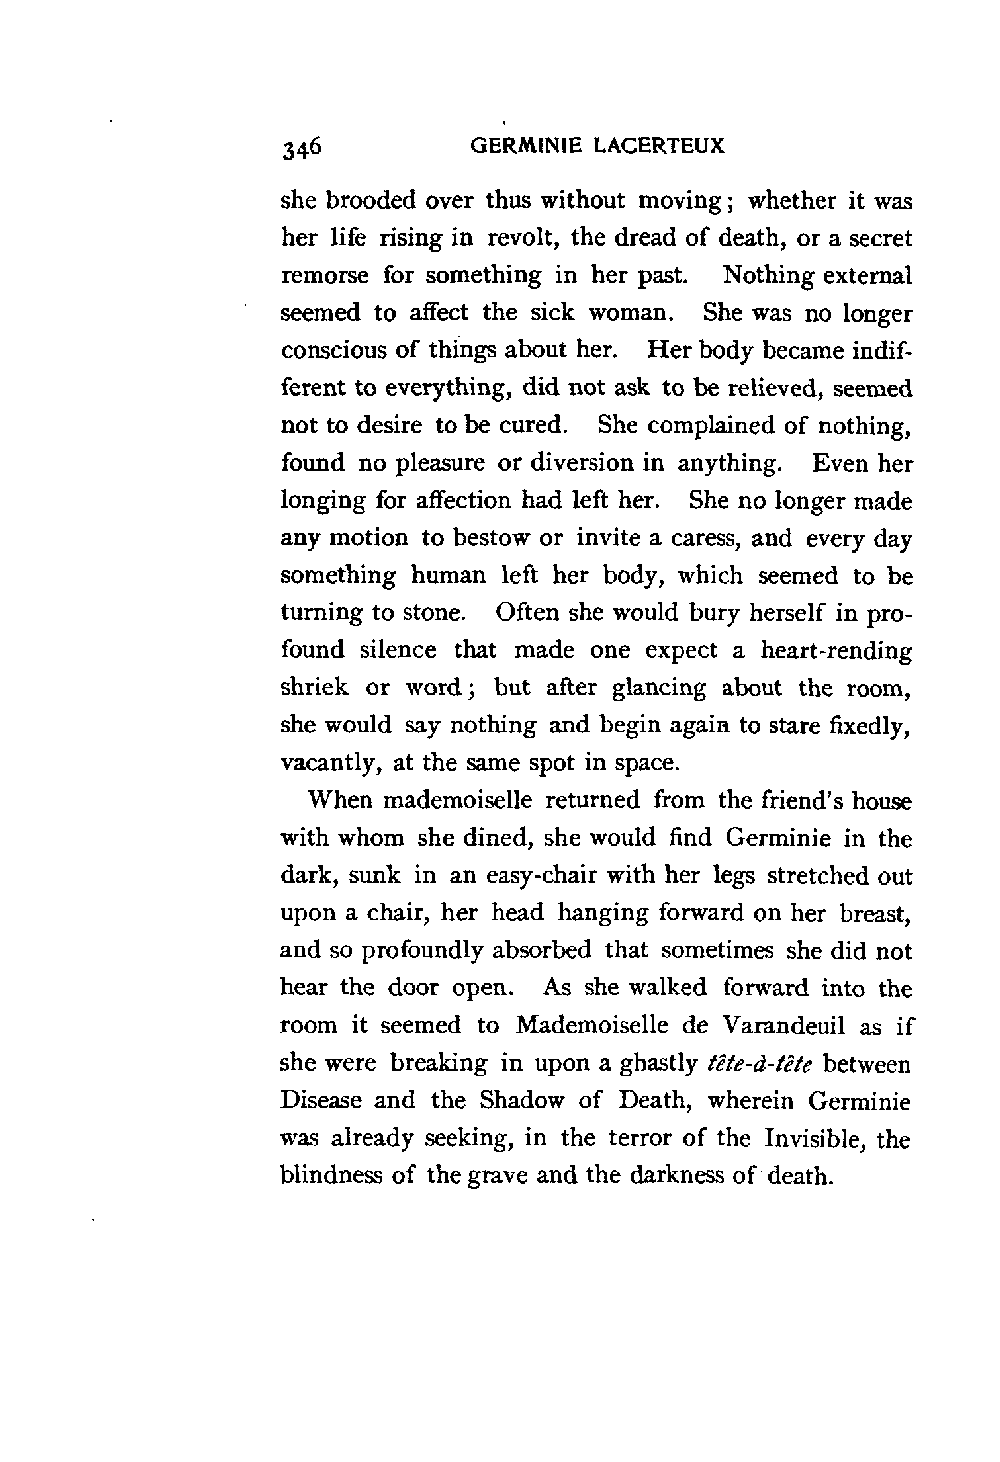 346 GERMINIE LACERTEUX
she brooded over thus without moving; whether it was
her life rising in revolt, the dread of death, or a secret
remorse for something in her past. Nothing external
seemed to affect the sick woman. She was no longer
conscious of things about her. Her body became indif-
ferent to everything, did not ask to be relieved, seemed
not to desire to be cured. She complained of nothing,
found no pleasure or diversion in anything. Even her
longing for affection had left her. She no longer made
any motion to bestow or invite a caress, and every day
something human left her body, which seemed to be
turning to stone. Often she would bury herself in pro-
found silence that made one expect a heart-rending
shriek or word; but after glancing about the room,
she would say nothing and begin again to stare fixedly,
vacantly, at the same spot in space.
When mademoiselle returned from the friend's house
with whom she dined, she would find Germinie in the
dark, sunk in an easy-chair with her legs stretched out
upon a chair, her head hanging forward on her breast,
and so profoundly absorbed that sometimes she did not
hear the door open. As she walked forward into the
room it seemed to Mademoiselle de Varandeuil as if
she were breaking in upon a ghastly tête-à-tête between
Disease and the Shadow of Death, wherein Germinie
was already seeking, in the terror of the Invisible, the
blindness of the grave and the darkness of death.